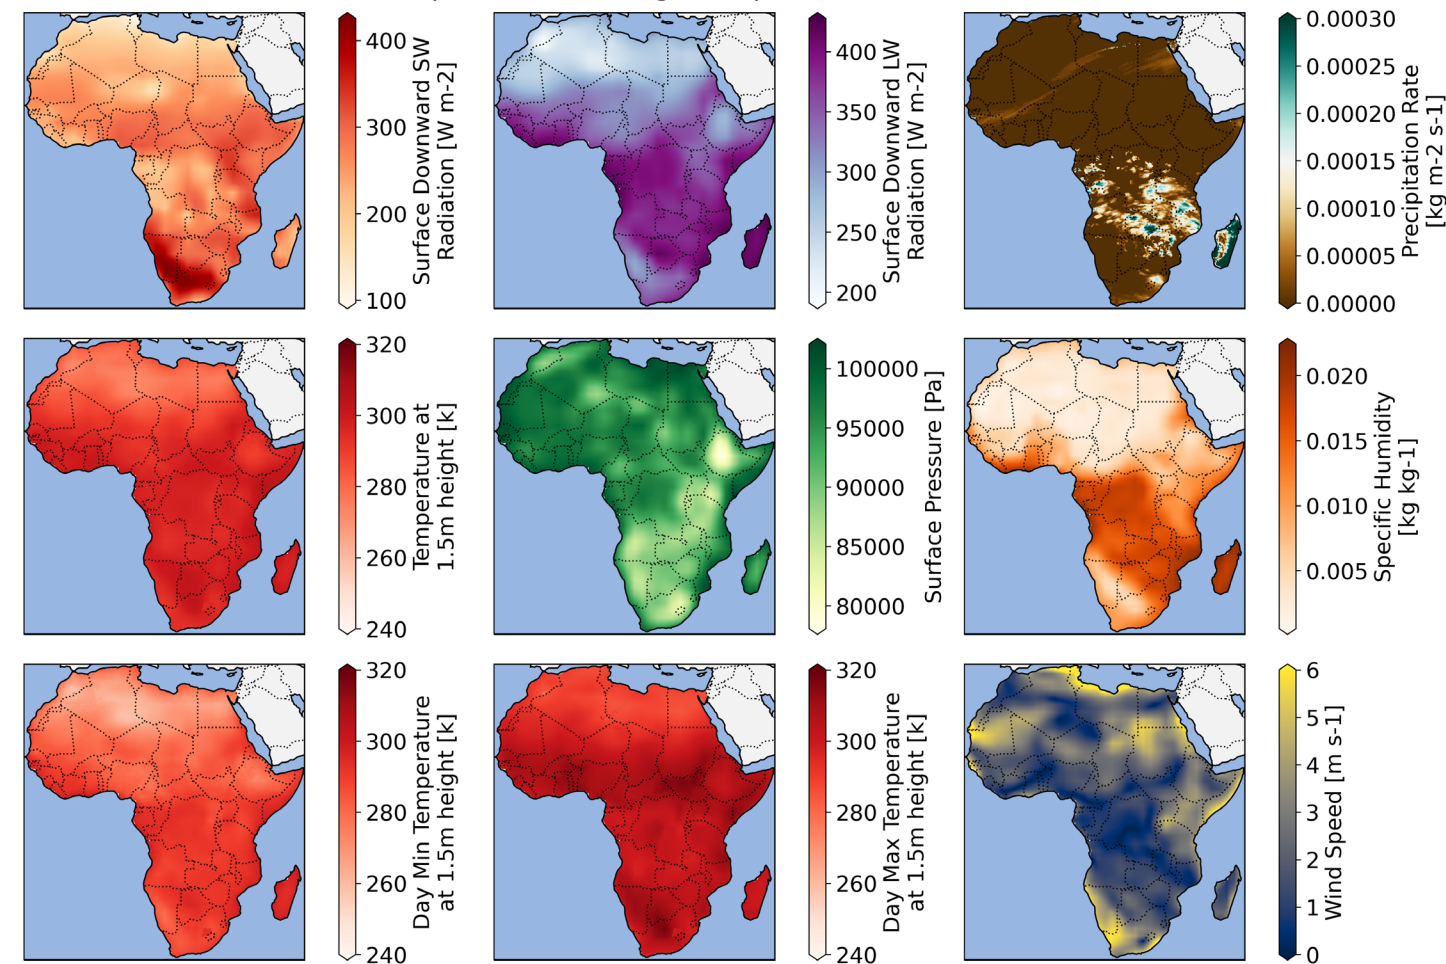 400
300
200
100
Surface Downward SW
Radiation [W m-2]
400
350
300
250
200
Surface Downward LW
Radiation [W m-2]
0.00030
0.00025
0.00020
0.00015
0.00010
0.00005
0.00000
Precipitation Rate
[kg m-2 s-1]
320
300
280
260
240
Temperature at
1.5m height [k]
100000
95000
90000
85000
80000
Surface Pressure [Pa]
0.020
0.015
0.010
0.005
Specific Humidity
[kg kg-1]
320
300
280
260
240
Day Min Temperature
at 1.5m height [k]
320
300
280
260
240
Day Max Temperature
at 1.5m height [k]
6
5
4
3
2
1
0
Wind Speed [m s-1]